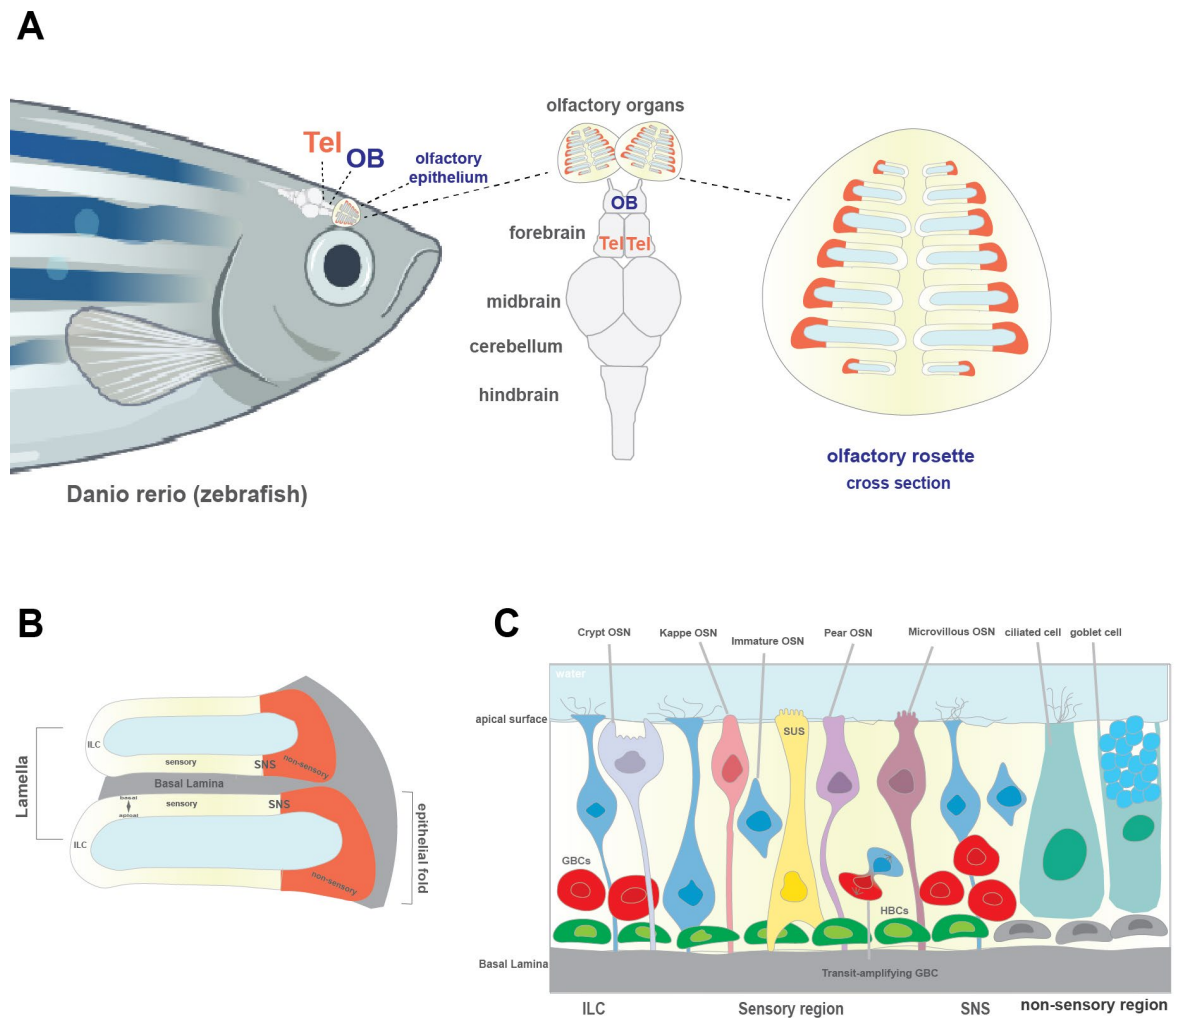 A
olfactory organs
Tel
OB
olfactory
epithelium
OB
forebrain
Tel
Tel
midbrain
cerebellum
hindbrain
olfactory rosette
cross section
Danio rerio (zebrafish)
B
ILC
sensory
SNS
non-sensory
Basal Lamina
Lamella
basal
sensory
SNS
apical
ILC
non-sensory
epithelial fold
C
Crypt OSN
Kappe OSN
Immature OSN
Pear OSN
Microvillous OSN
ciliated cell
goblet cell
water
apical surface
SUS
GBCs
HBCs
Basal Lamina
Transit-amplifying GBC
ILC
Sensory region
SNS
non-sensory region